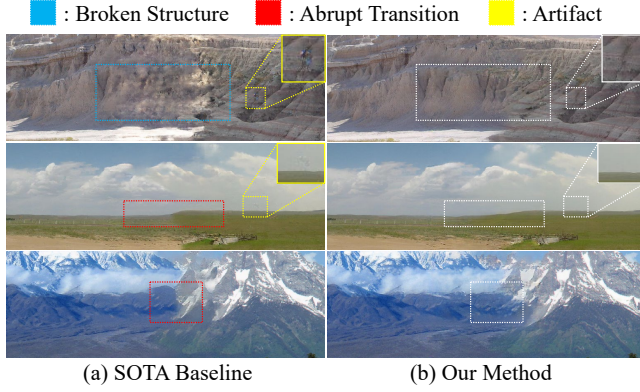 : Broken Structure : Abrupt Transition : Artifact
(a) SOTA Baseline (b) Our Method